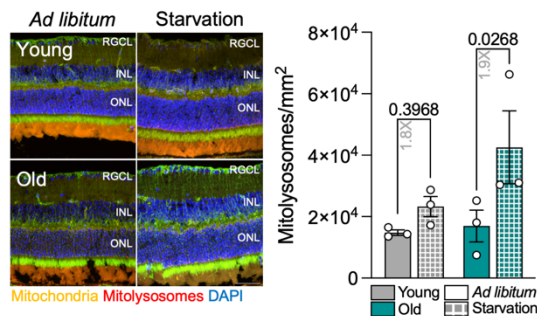 Ad libitum Starvation
Young RGCL RGCL
INL INL
ONL ONL
Old RGCL RGCL
INL INL
ONL ONL
Mitochondria Mitolysosomes DAPI
Mitolysosomes/mm²
8×10⁴
6×10⁴
4×10⁴
2×10⁴
0
0.3968
1.8X
0.0268
1.9X
Young Ad libitum
Old Starvation